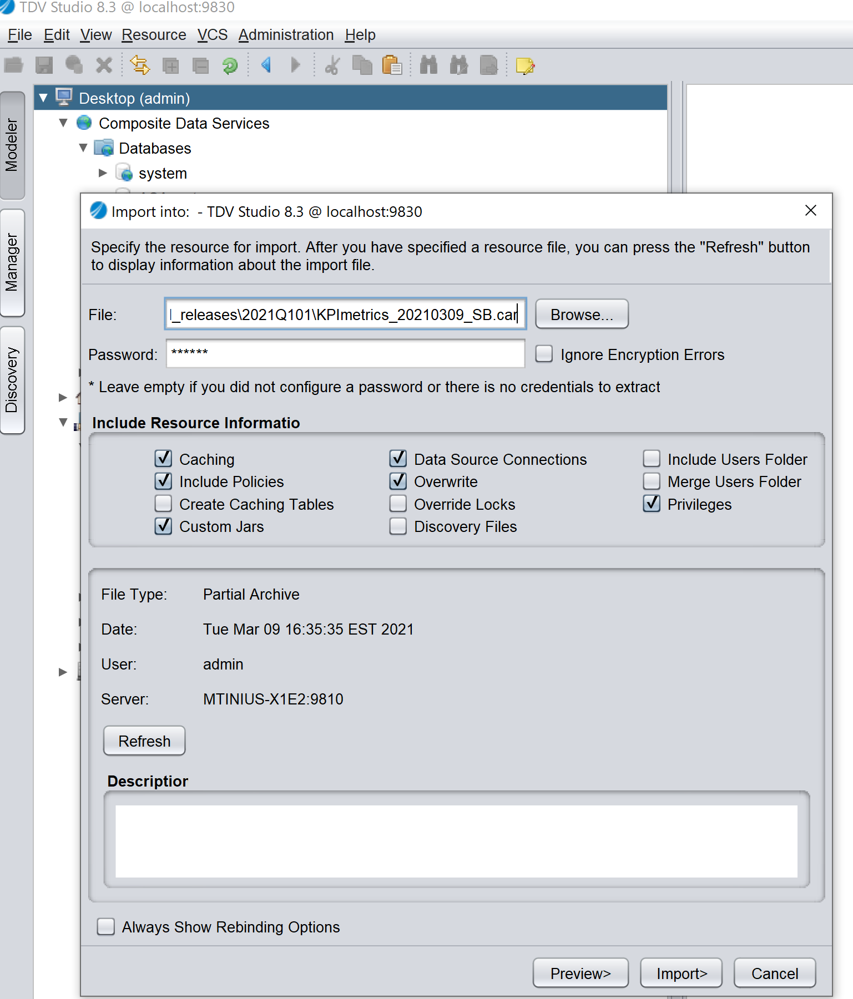 TDV Studio 8.3 @ localhost:9830
File Edit View Resource VCS Administration Help
Modeler
Manager
Discovery
Desktop (admin)
Composite Data Services
Databases
system
Import into:  - TDV Studio 8.3 @ localhost:9830
Specify the resource for import. After you have specified a resource file, you can press the "Refresh" button
to display information about the import file.
File: l_releases\2021Q101\KPImetrics_20210309_SB.car Browse...
Password: ****** Ignore Encryption Errors
* Leave empty if you did not configure a password or there is no credentials to extract
Include Resource Informatio
Caching Data Source Connections Include Users Folder
Include Policies Overwrite Merge Users Folder
Create Caching Tables Override Locks Privileges
Custom Jars Discovery Files
File Type: Partial Archive
Date: Tue Mar 09 16:35:35 EST 2021
User: admin
Server: MTINIUS-X1E2:9810
Refresh
Description
Always Show Rebinding Options
Preview> Import> Cancel